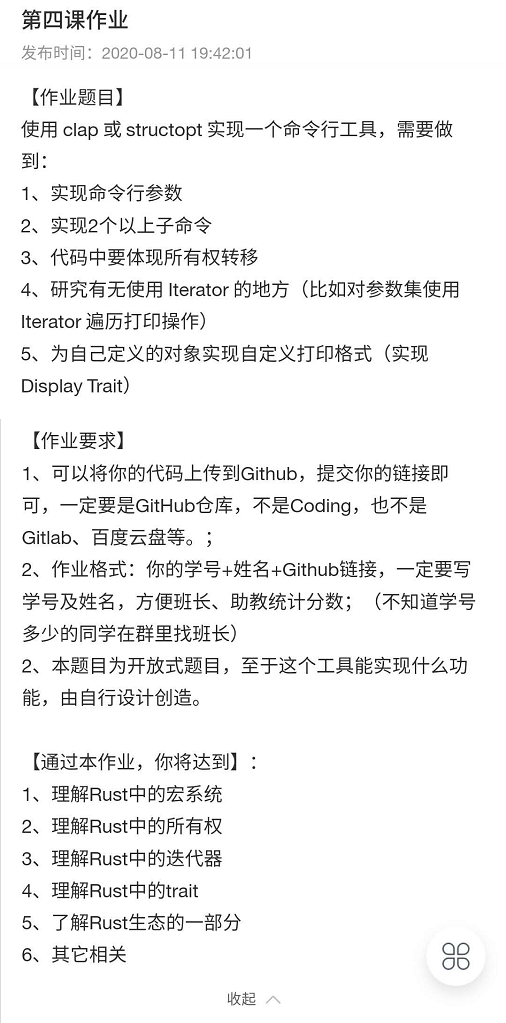 第四课作业
发布时间：2020-08-11 19:42:01
【作业题目】
使用 clap 或 structopt 实现一个命令行工具，需要做
到：
1、实现命令行参数
2、实现2个以上子命令
3、代码中要体现所有权转移
4、研究有无使用 Iterator 的地方（比如对参数集使用
Iterator 遍历打印操作）
5、为自己定义的对象实现自定义打印格式（实现
Display Trait）
【作业要求】
1、可以将你的代码上传到Github，提交你的链接即
可，一定要是GitHub仓库，不是Coding，也不是
Gitlab、百度云盘等。；
2、作业格式：你的学号+姓名+Github链接，一定要写
学号及姓名，方便班长、助教统计分数；（不知道学号
多少的同学在群里找班长）
2、本题目为开放式题目，至于这个工具能实现什么功
能，由自行设计创造。
【通过本作业，你将达到】：
1、理解Rust中的宏系统
2、理解Rust中的所有权
3、理解Rust中的迭代器
4、理解Rust中的trait
5、了解Rust生态的一部分
6、其它相关
收起